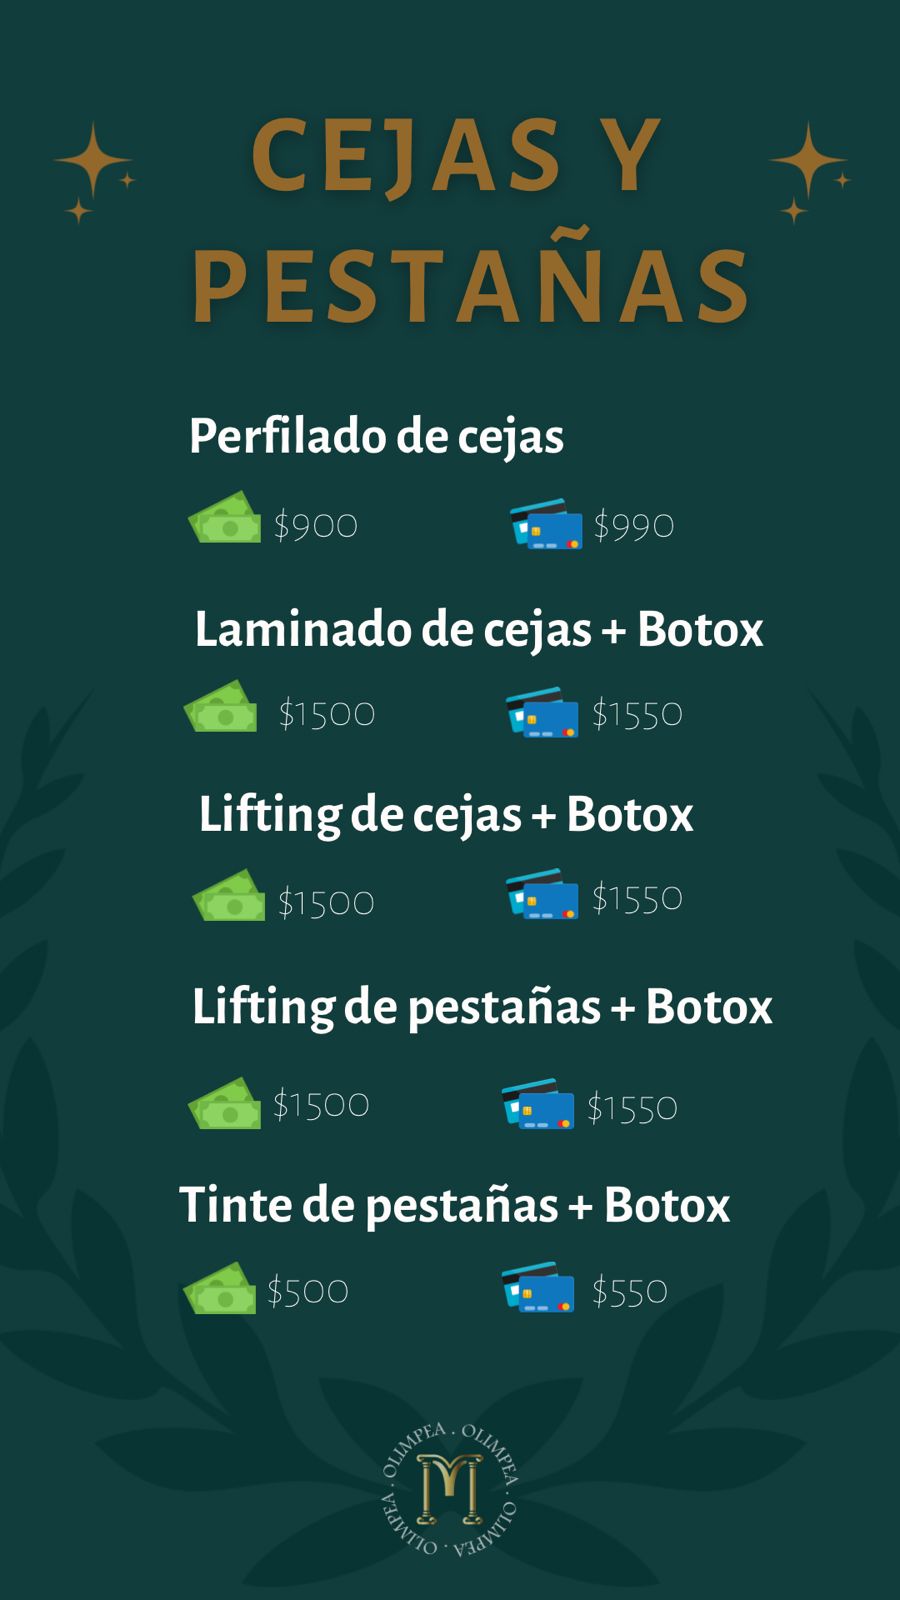 CEJAS Y
PESTAÑAS
Perfilado de cejas
$900 $990
Laminado de cejas + Botox
$1500 $1550
Lifting de cejas + Botox
$1500 $1550
Lifting de pestañas + Botox
$1500 $1550
Tinte de pestañas + Botox
$500 $550
OLIMPEA . OLIMPEA . OLIMPEA . OLIMPEA .
M